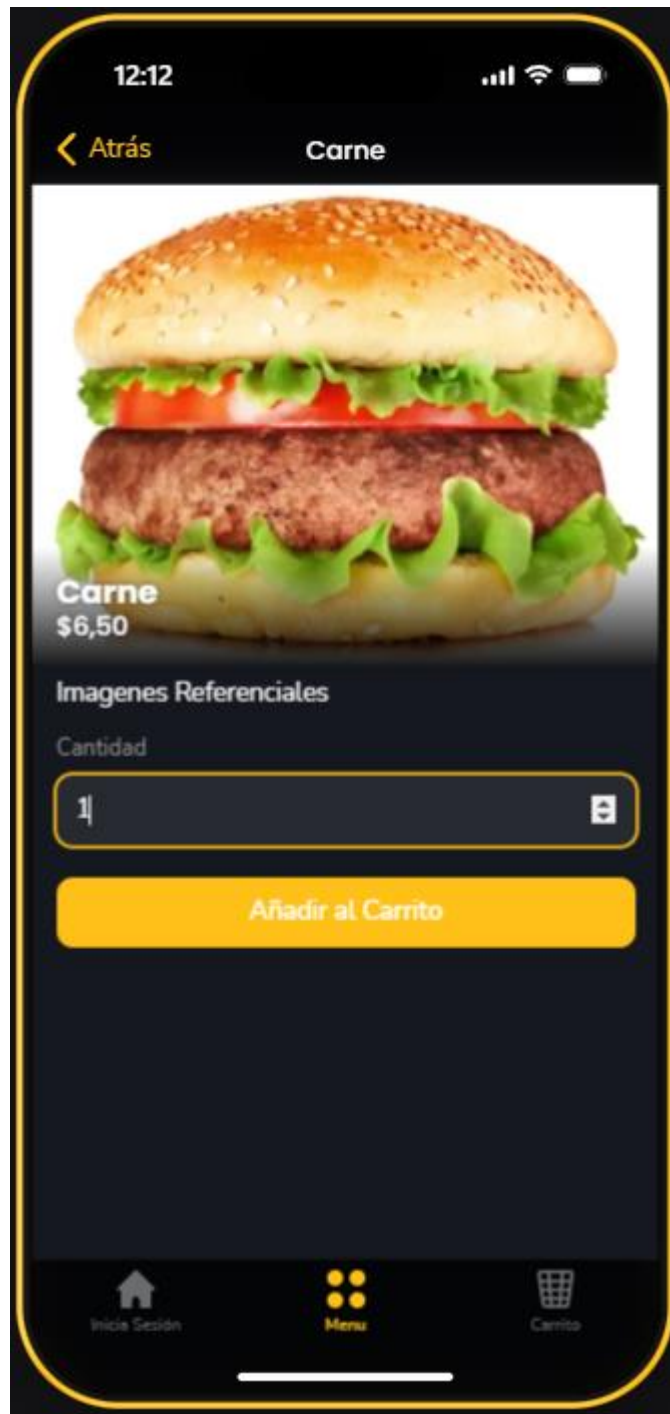 12:12
Atrás
Carne
Carne
$6,50
Imagenes Referenciales
Cantidad
1
Añadir al Carrito
Inicia Sesión
Menu
Carrito